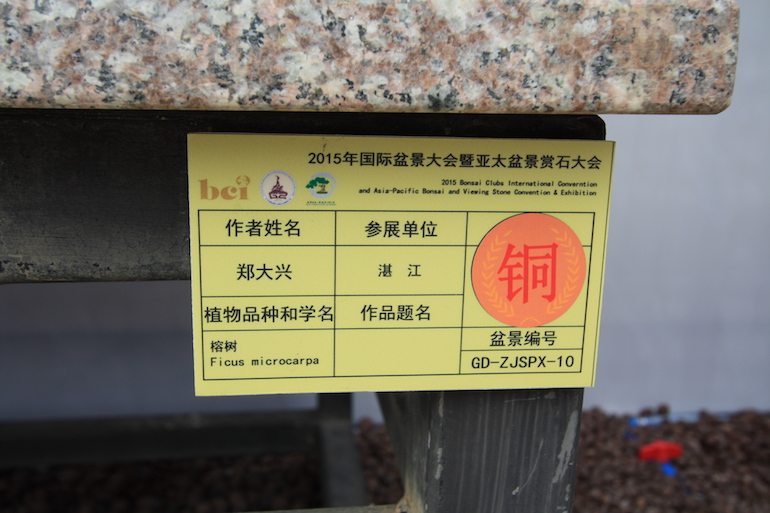 2015年国际盆景大会暨亚太盆景赏石大会
bci
2015 Bonsai Clubs International Converntion
and Asia-Pacific Bonsai and Viewing Stone Convention & Exhibition
作者姓名
参展单位
铜
郑大兴
湛 江
植物品种和学名
作品题名
盆景编号
榕树
Ficus microcarpa
GD-ZJSPX-10